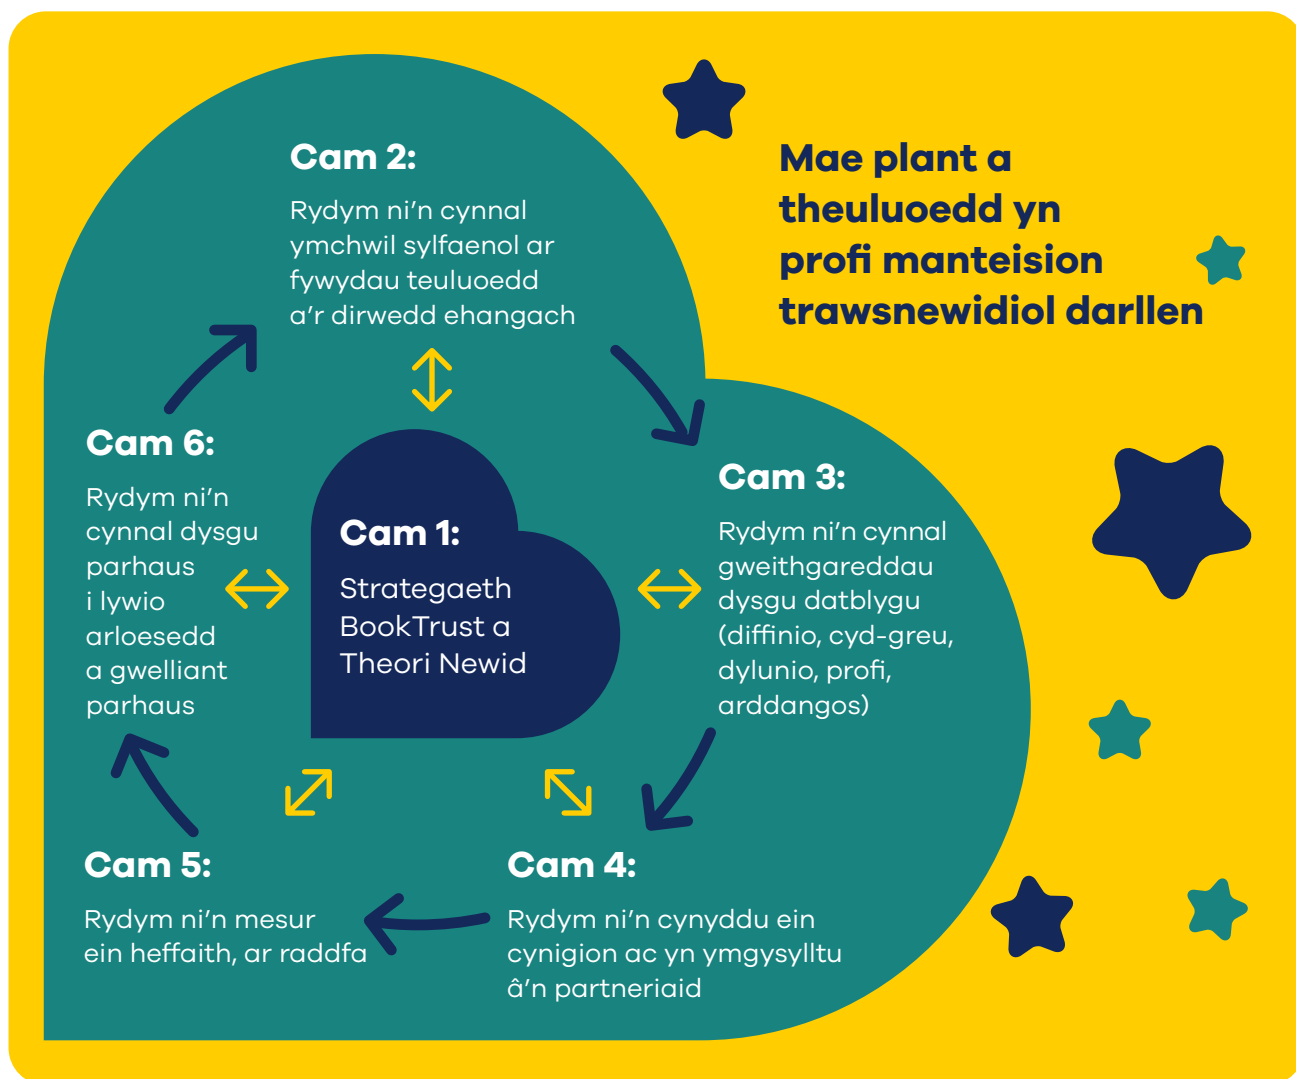 Mae plant a
theuluoedd yn
profi manteision
trawsnewidiol darllen
Cam 1:
Strategaeth
BookTrust a
Theori Newid
Cam 2:
Rydym ni’n cynnal
ymchwil sylfaenol ar
fywydau teuluoedd
a’r dirwedd ehangach
Cam 3:
Rydym ni’n cynnal
gweithgareddau
dysgu datblygu
(diffinio, cyd-greu,
dylunio, profi,
arddangos)
Cam 4:
Rydym ni’n cynyddu ein
cynigion ac yn ymgysylltu
â’n partneriaid
Cam 5:
Rydym ni’n mesur
ein heffaith, ar raddfa
Cam 6:
Rydym ni’n
cynnal dysgu
parhaus
i lywio
arloesedd
a gwelliant
parhaus